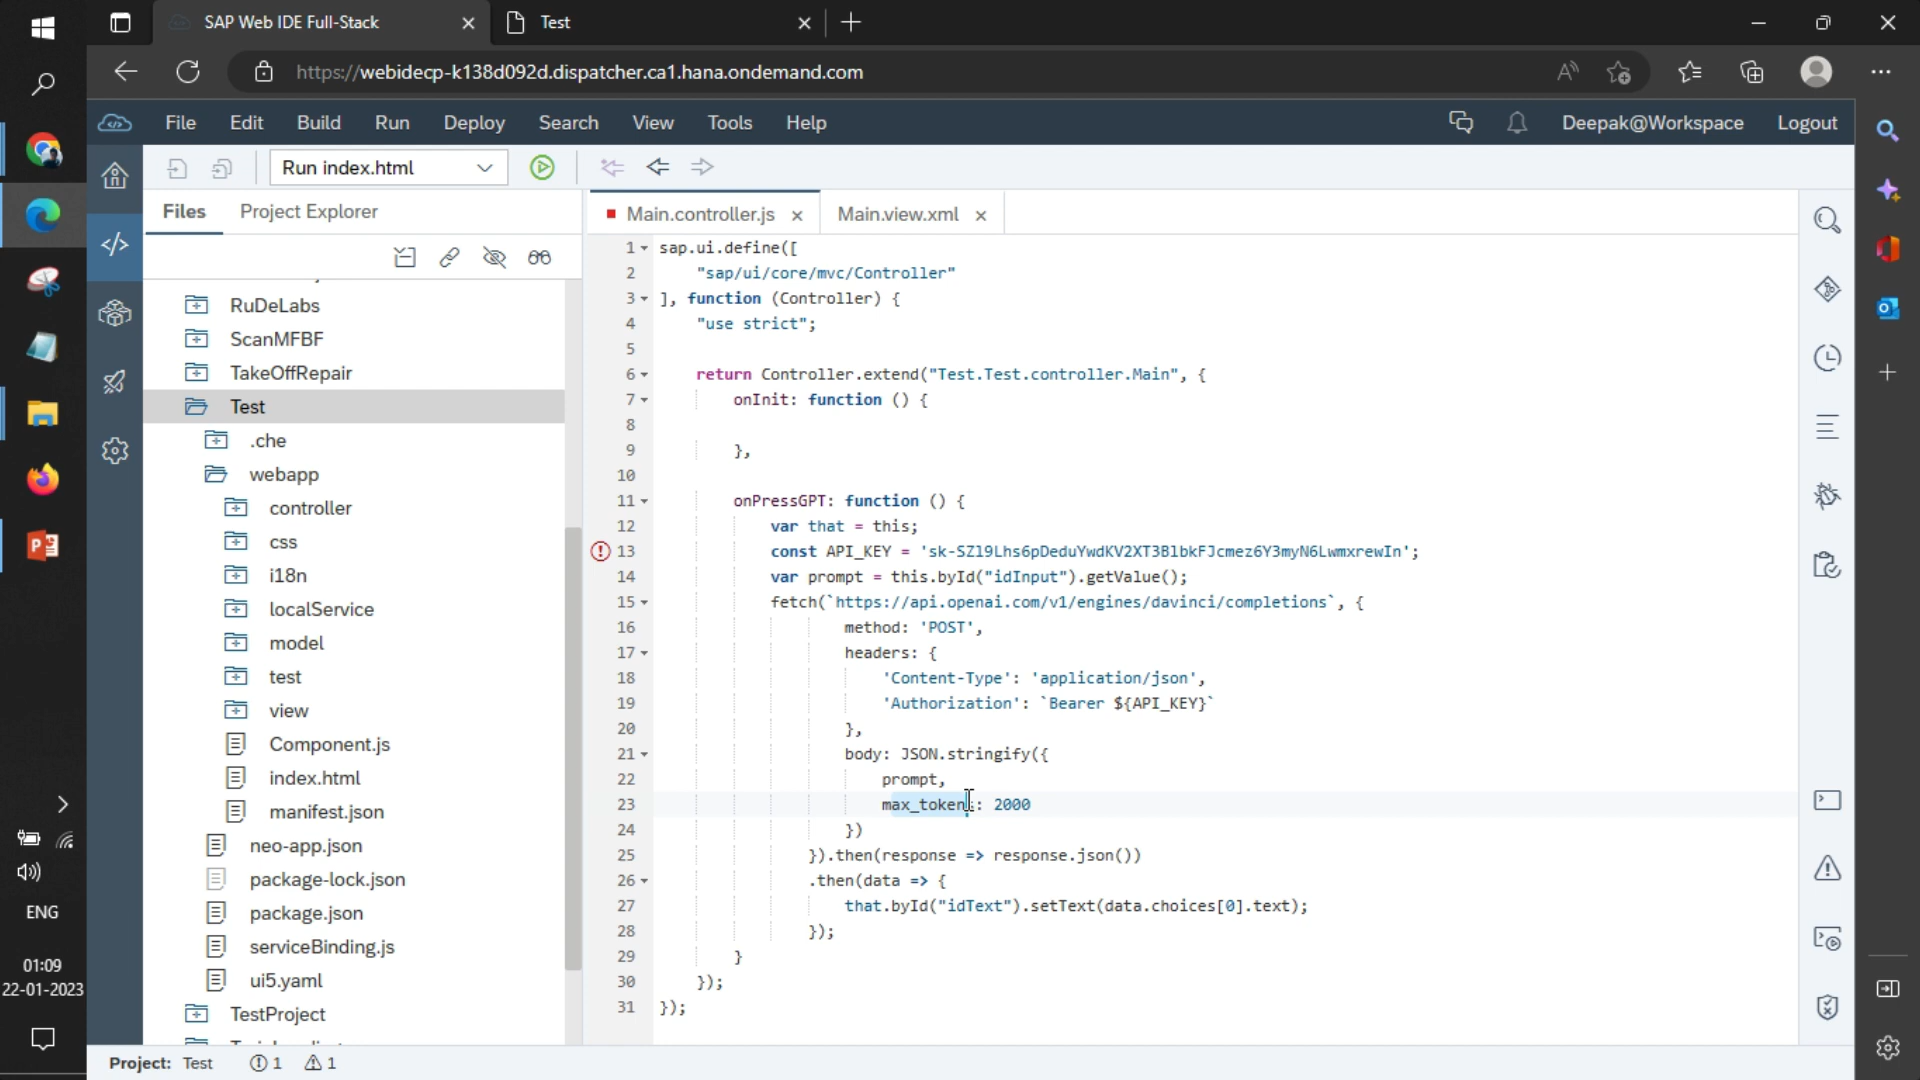 SAP Web IDE Full-Stack
Test
https://webidecp-k138d092d.dispatcher.ca1.hana.ondemand.com
File Edit Build Run Deploy Search View Tools Help
Deepak@Workspace Logout
Run index.html
Files Project Explorer
Main.controller.js
Main.view.xml
RuDeLabs
ScanMFBF
TakeOffRepair
Test
.che
webapp
controller
css
i18n
localService
model
test
view
Component.js
index.html
manifest.json
neo-app.json
package-lock.json
package.json
serviceBinding.js
ui5.yaml
TestProject
1 sap.ui.define([
2 "sap/ui/core/mvc/Controller"
3 ], function (Controller) {
4 "use strict";
5
6 return Controller.extend("Test.Test.controller.Main", {
7 onInit: function () {
8
9 },
10
11 onPressGPT: function () {
12 var that = this;
13 const API_KEY = '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';
14 var prompt = this.byId("idInput").getValue();
15 fetch(`https://api.openai.com/v1/engines/davinci/completions`, {
16 method: 'POST',
17 headers: {
18 'Content-Type': 'application/json',
19 'Authorization': `Bearer ${API_KEY}`
20 },
21 body: JSON.stringify({
22 prompt,
23 max_tokens: 2000
24 })
25 }).then(response => response.json())
26 .then(data => {
27 that.byId("idText").setText(data.choices[0].text);
28 });
29 }
30 });
31 });
ENG
01:09
22-01-2023
Project: Test 1 1